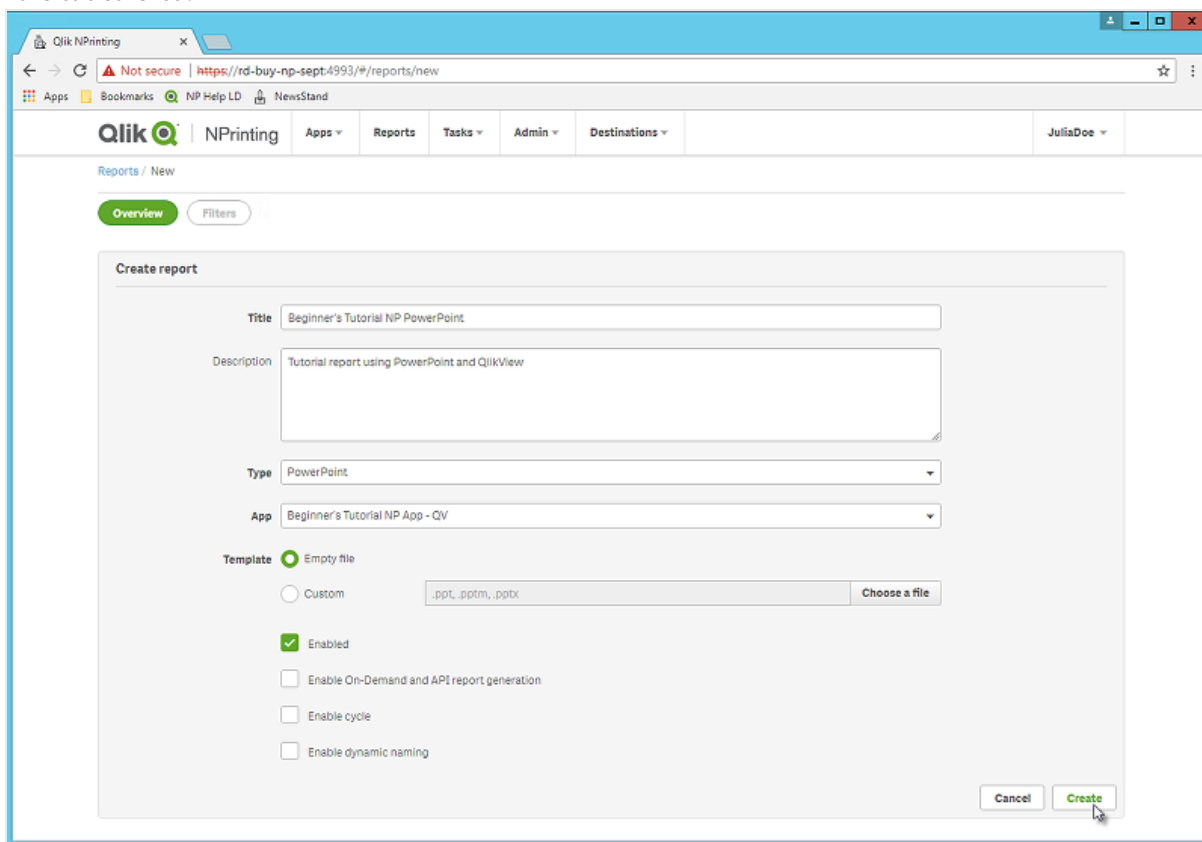 Qlik NPrinting
Not secure | https://rd-buy-np-sept:4993/#/reports/new
Apps Bookmarks NP Help LD NewsStand
Qlik NPrinting Apps Reports Tasks Admin Destinations JuliaDoe
Reports / New
Overview Filters
Create report
Title Beginner's Tutorial NP PowerPoint
Description Tutorial report using PowerPoint and QlikView
Type PowerPoint
App Beginner's Tutorial NP App - QV
Template Empty file
Custom .ppt, .pptm, .pptx Choose a file
Enabled
Enable On-Demand and API report generation
Enable cycle
Enable dynamic naming
Cancel Create